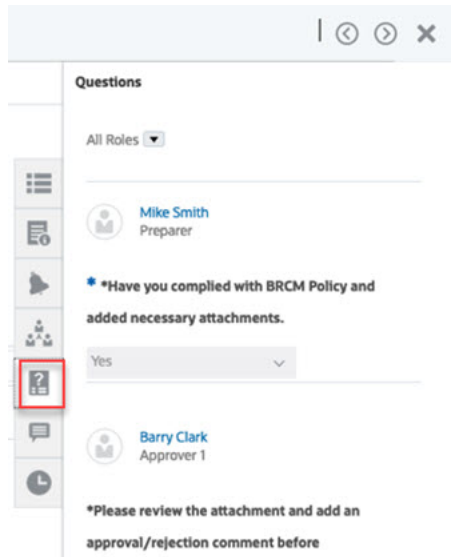 Questions
All Roles
Mike Smith
Preparer
* *Have you complied with BRCM Policy and
added necessary attachments.
Yes
Barry Clark
Approver 1
*Please review the attachment and add an
approval/rejection comment before